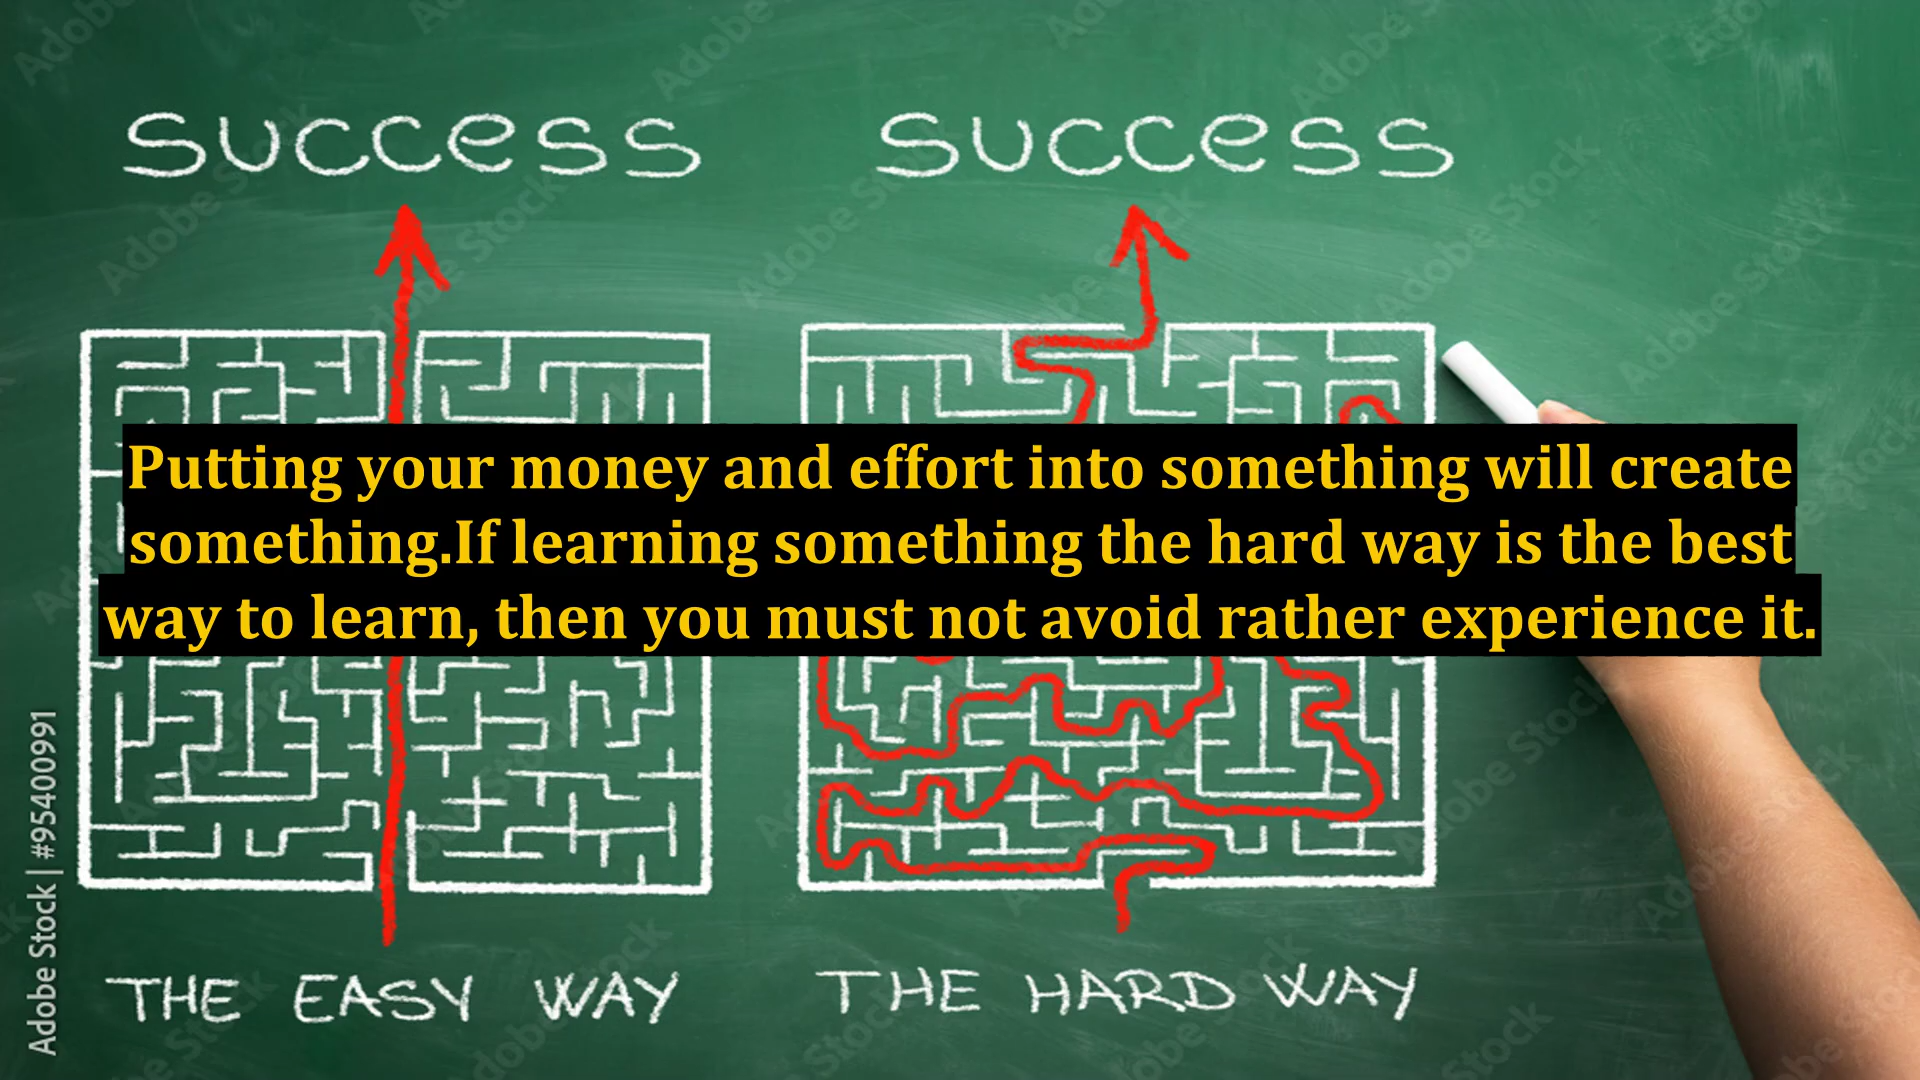 SUCCESS SUCCESS
Putting your money and effort into something will create
something.If learning something the hard way is the best
way to learn, then you must not avoid rather experience it.
THE EASY WAY THE HARD WAY
Adobe Stock | #95400991